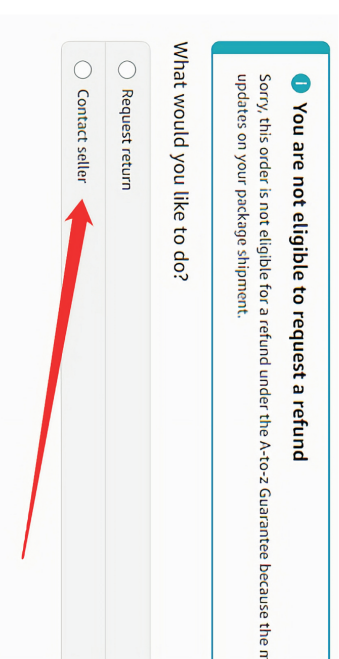 You are not eligible to request a refund
Sorry, this order is not eligible for a refund under the A-to-z Guarantee because the
updates on your package shipment.
What would you like to do?
Request return
Contact seller